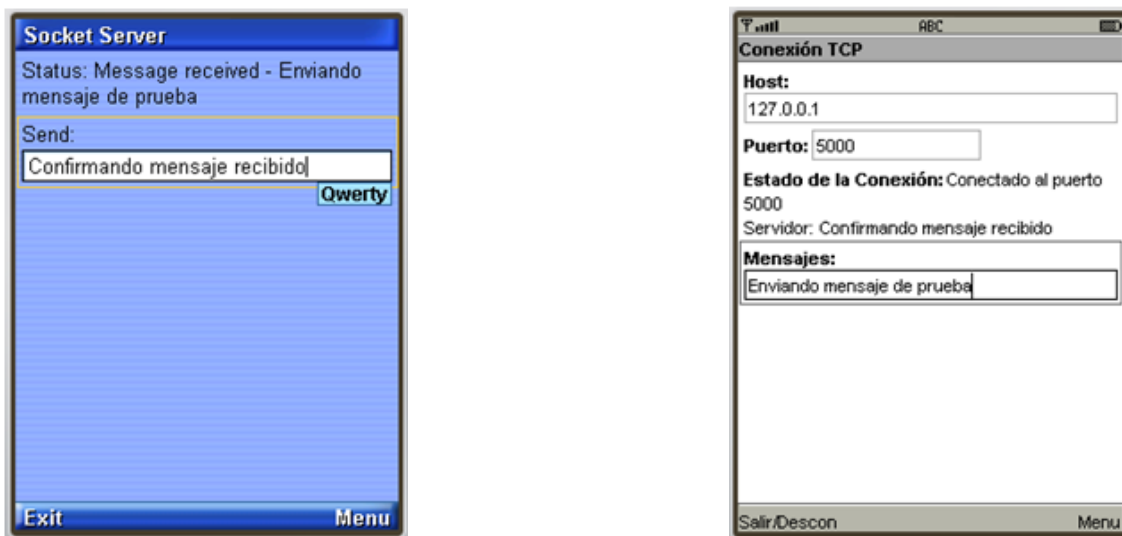 Socket Server
Status: Message received - Enviando
mensaje de prueba
Send:
Confirmando mensaje recibido
Qwerty
Exit Menu
ABC
Conexión TCP
Host:
127.0.0.1
Puerto: 5000
Estado de la Conexión: Conectado al puerto
5000
Servidor: Confirmando mensaje recibido
Mensajes:
Enviando mensaje de prueba
Salir/Descon Menu